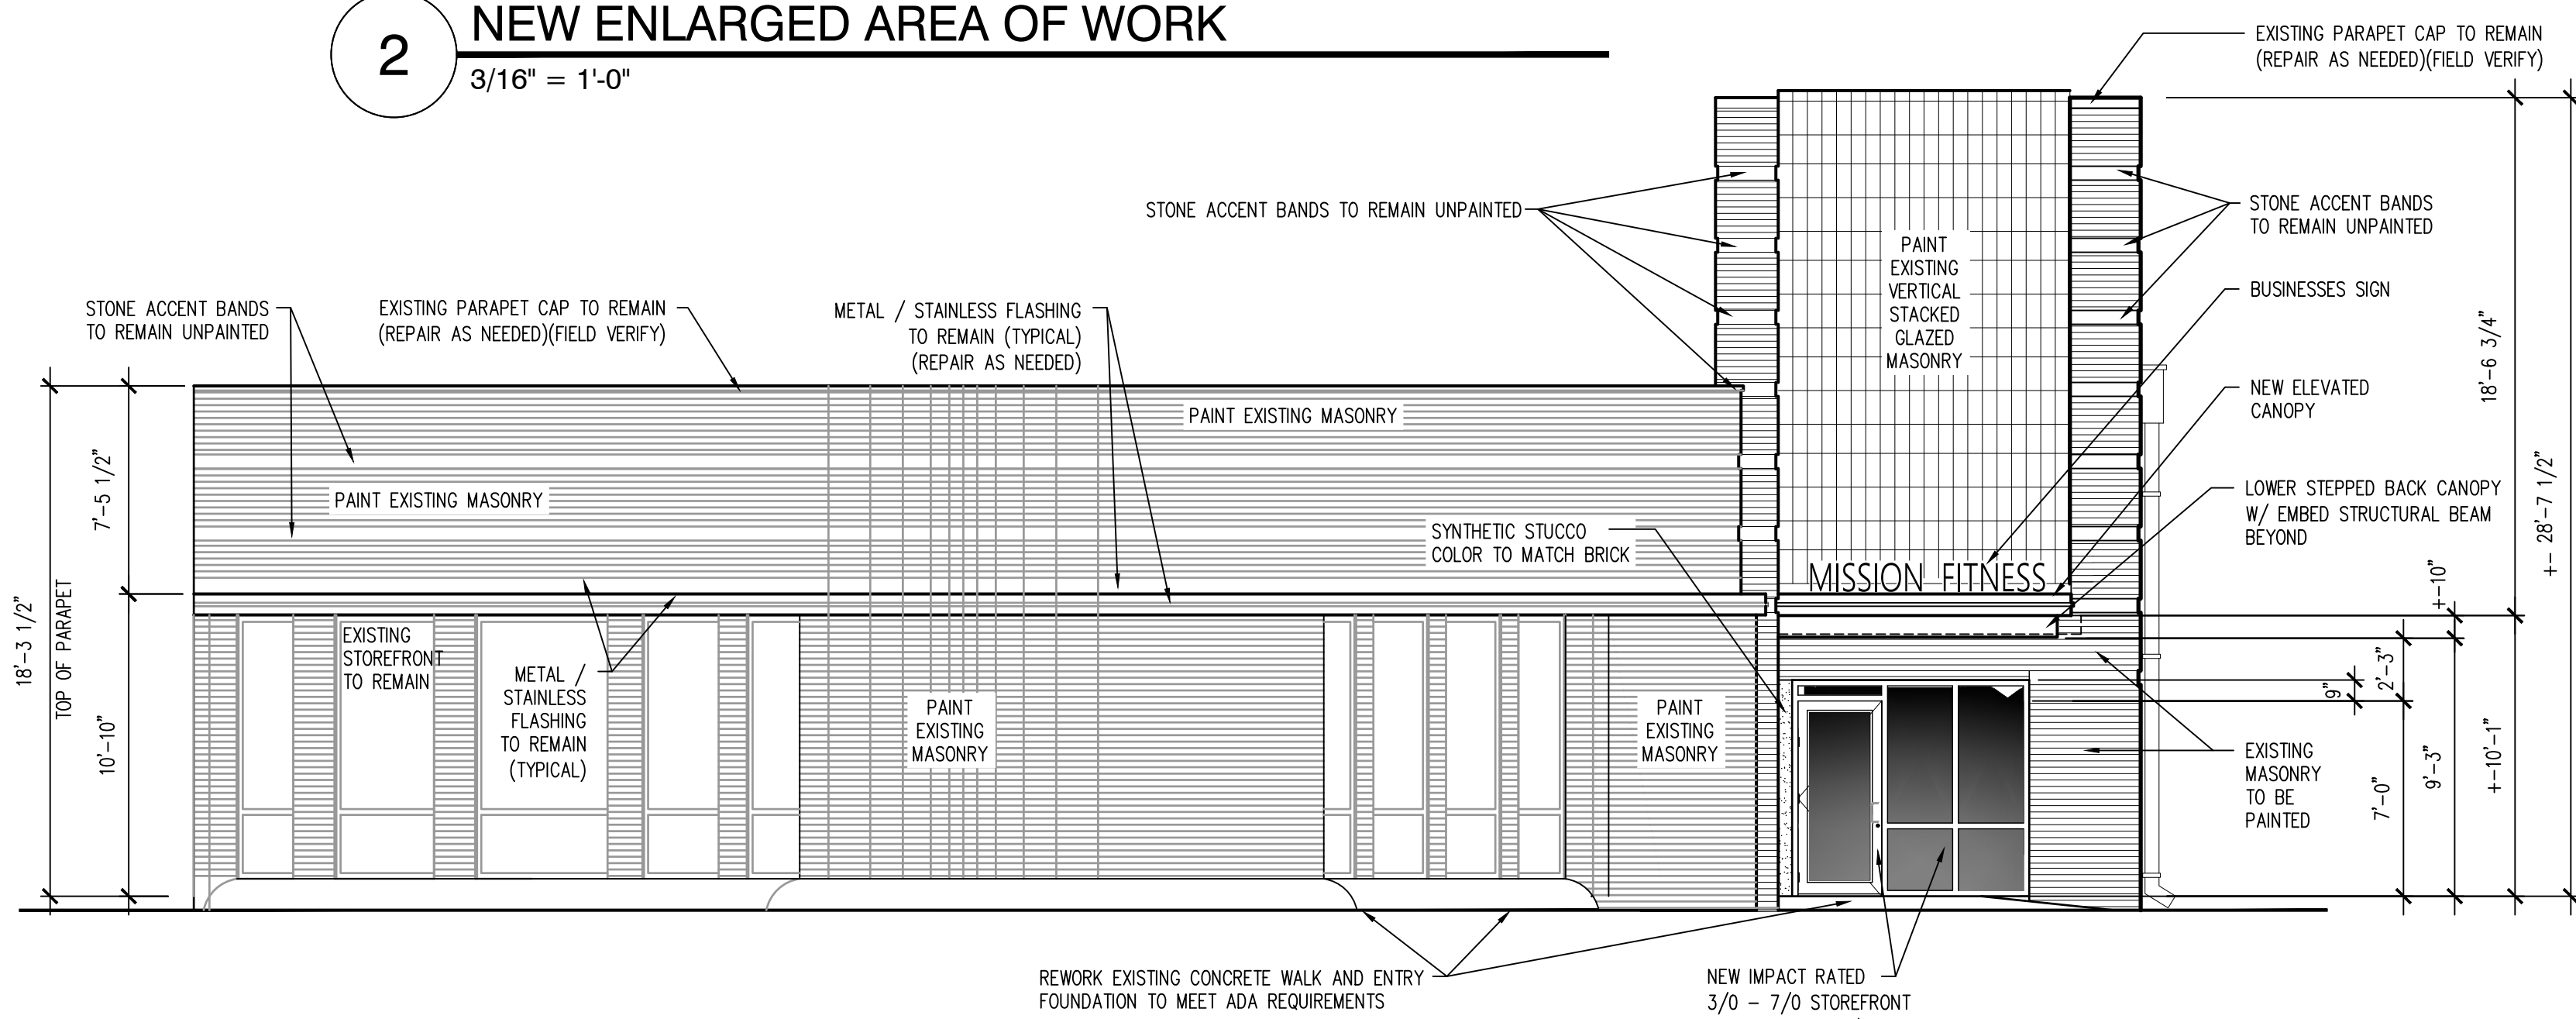 2
NEW ENLARGED AREA OF WORK
3/16" = 1'-0"
EXISTING PARAPET CAP TO REMAIN
(REPAIR AS NEEDED)(FIELD VERIFY)
STONE ACCENT BANDS TO REMAIN UNPAINTED
STONE ACCENT BANDS
TO REMAIN UNPAINTED
PAINT
EXISTING
VERTICAL
STACKED
GLAZED
MASONRY
BUSINESSES SIGN
STONE ACCENT BANDS
TO REMAIN UNPAINTED
EXISTING PARAPET CAP TO REMAIN
(REPAIR AS NEEDED)(FIELD VERIFY)
METAL / STAINLESS FLASHING
TO REMAIN (TYPICAL)
(REPAIR AS NEEDED)
18'-6 3/4"
NEW ELEVATED
CANOPY
PAINT EXISTING MASONRY
7'-5 1/2"
PAINT EXISTING MASONRY
LOWER STEPPED BACK CANOPY
W/ EMBED STRUCTURAL BEAM
BEYOND
+- 28'-7 1/2"
SYNTHETIC STUCCO
COLOR TO MATCH BRICK
MISSION FITNESS
+-10"
18'-3 1/2"
TOP OF PARAPET
10'-10"
EXISTING
STOREFRONT
TO REMAIN
METAL /
STAINLESS
FLASHING
TO REMAIN
(TYPICAL)
PAINT
EXISTING
MASONRY
PAINT
EXISTING
MASONRY
9"
2'-3"
EXISTING
MASONRY
TO BE
PAINTED
7'-0"
9'-3"
+-10'-1"
REWORK EXISTING CONCRETE WALK AND ENTRY
FOUNDATION TO MEET ADA REQUIREMENTS
NEW IMPACT RATED
3/0 - 7/0 STOREFRONT